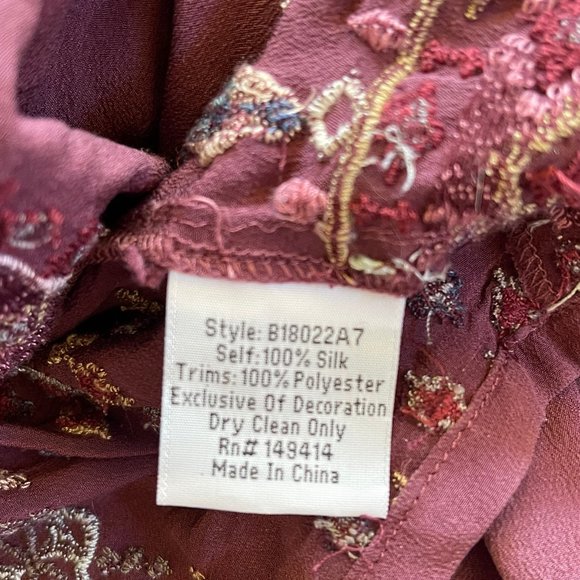 Style: B18022A7
Self:100% Silk
Trims:100% Polyester
Exclusive Of Decoration
Dry Clean Only
Rn# 149414
Made In China